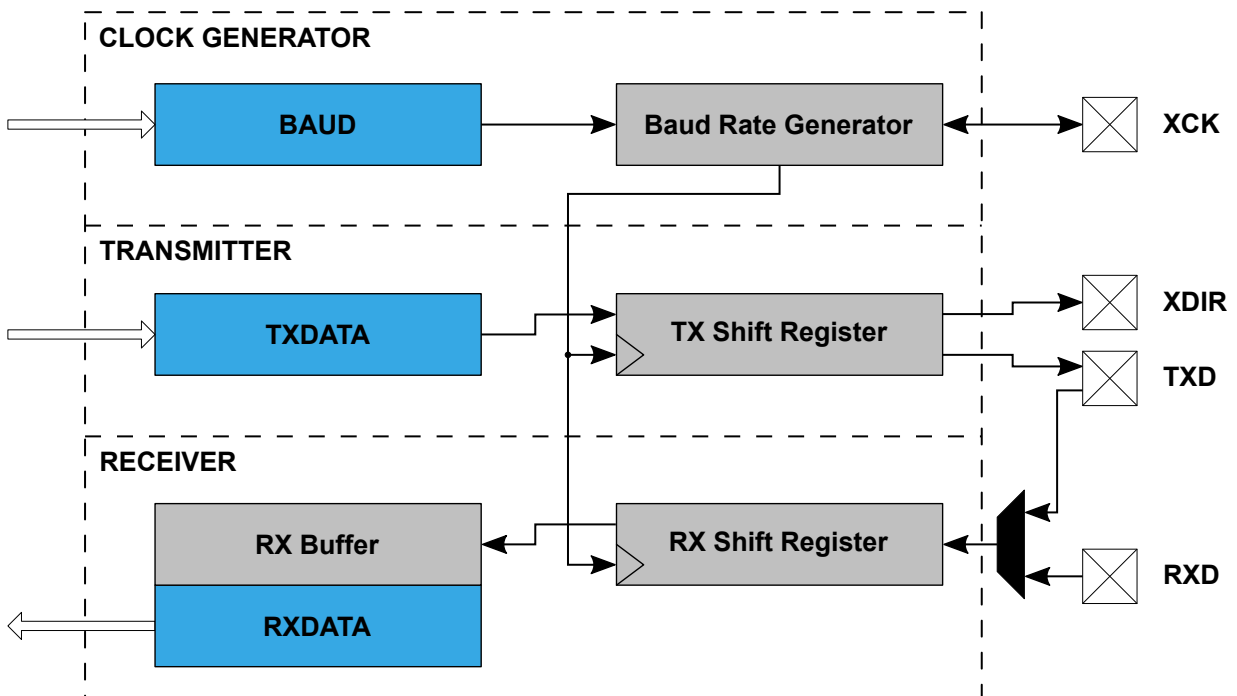 CLOCK GENERATOR
BAUD
Baud Rate Generator
XCK
TRANSMITTER
TXDATA
TX Shift Register
XDIR
TXD
RECEIVER
RX Buffer
RX Shift Register
RXD
RXDATA